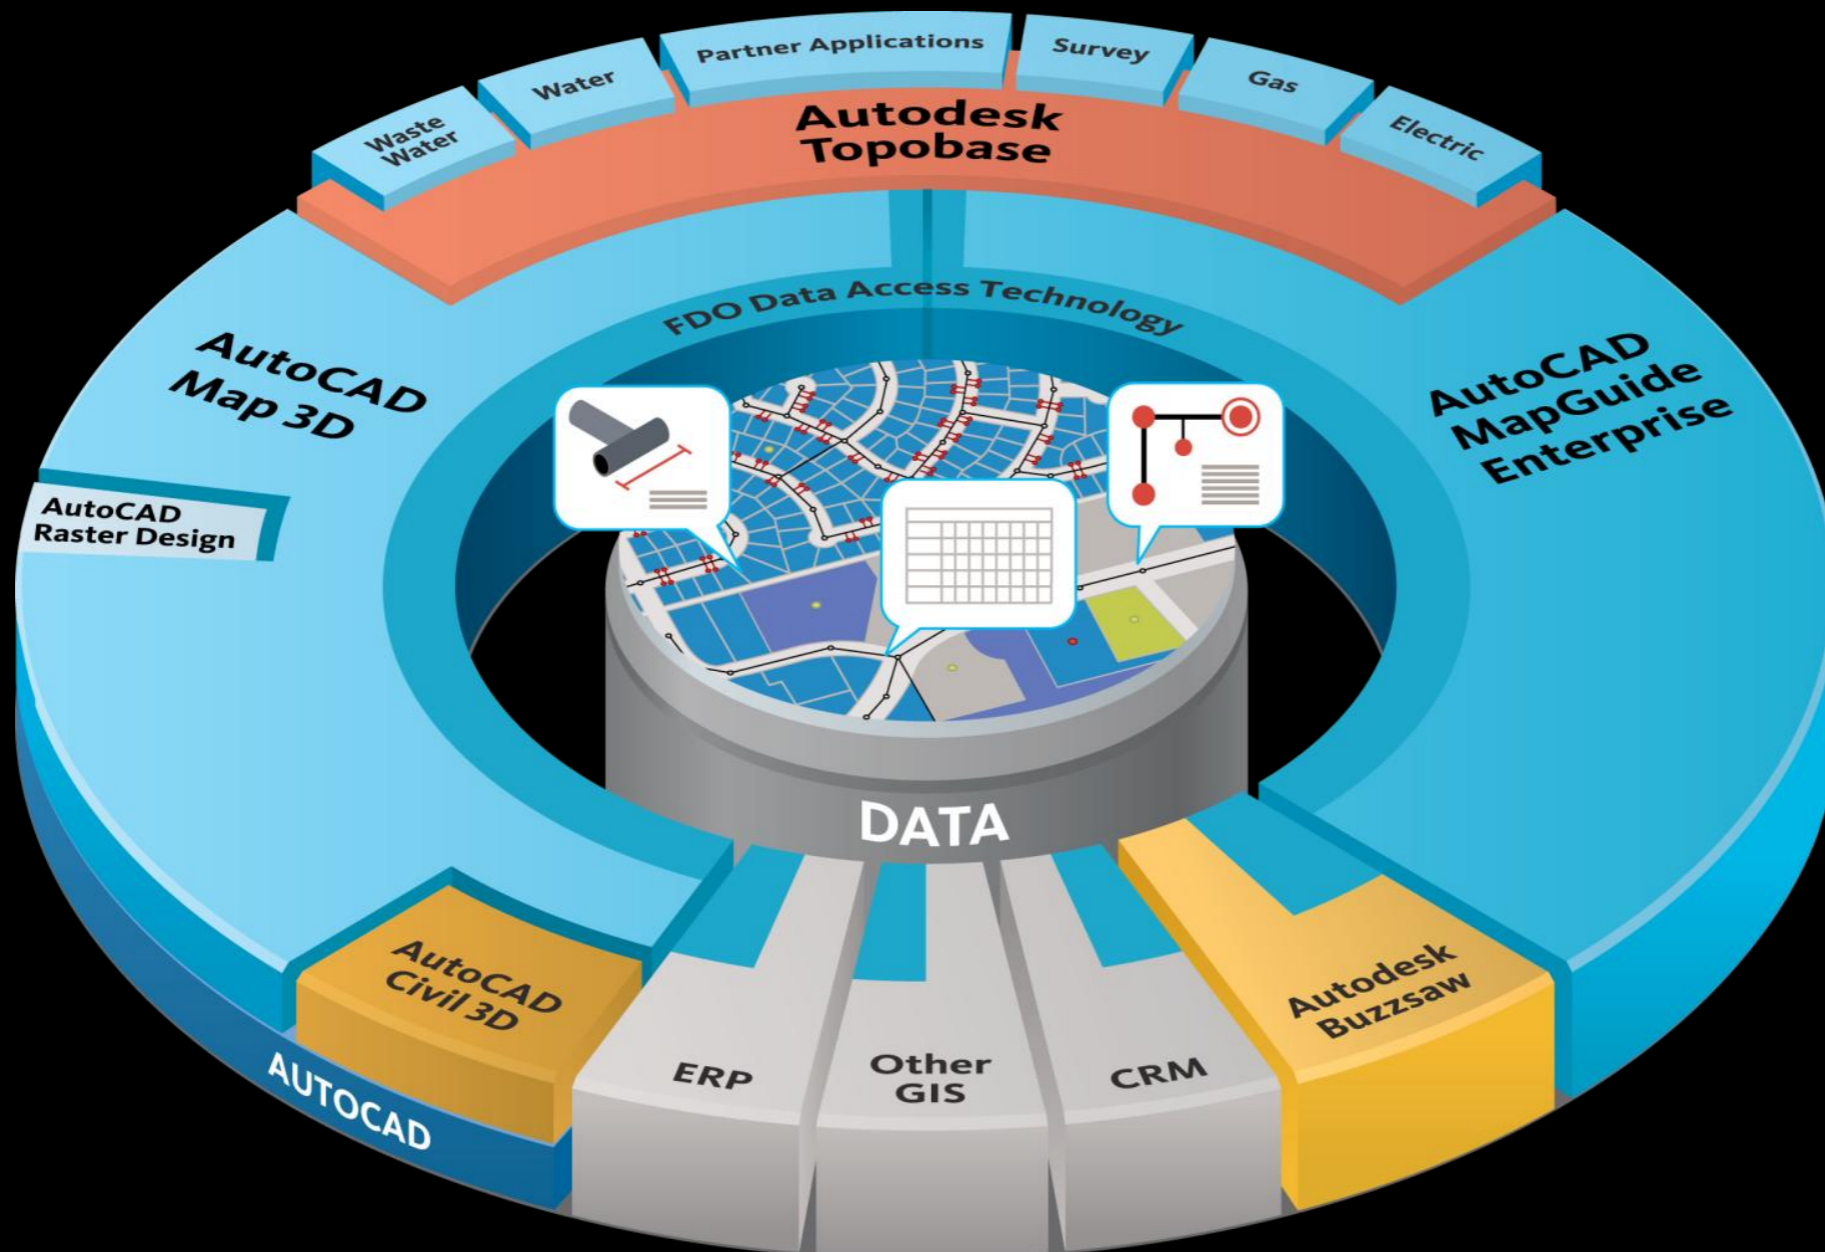 Partner Applications
Survey
Water
Gas
Waste
Water
Electric
Autodesk
Topobase
FDO Data Access Technology
AutoCAD
Map 3D
AutoCAD
MapGuide
Enterprise
AutoCAD
Raster Design
DATA
AutoCAD
Civil 3D
Autodesk
Buzzsaw
ERP
Other
GIS
CRM
AUTOCAD